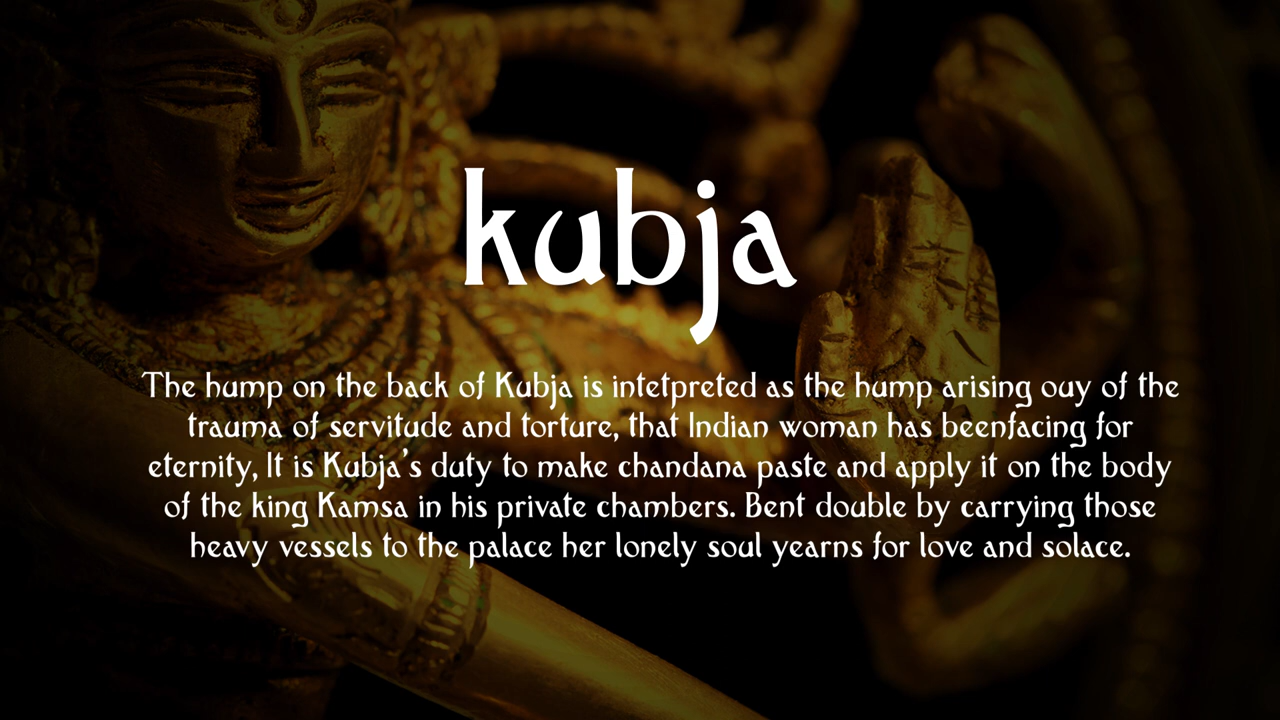 kubja
The hump on the back of Kubja is intetpreted as the hump arising ouy of the
trauma of servitude and torture, that Indian woman has beenfacing for
eternity, It is Kubja's duty to make chandana paste and apply it on the body
of the king Kamsa in his private chambers. Bent double by carrying those
heavy vessels to the palace her lonely soul yearns for love and solace.